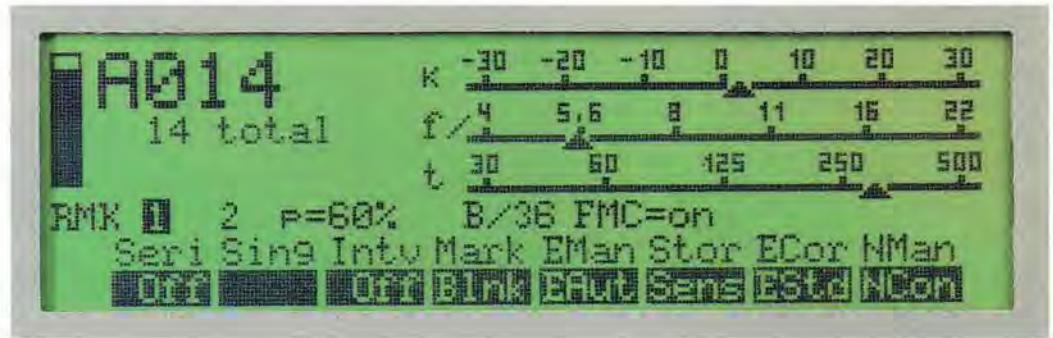 A014
14 total
K -30 -20 -10 0 10 20 30
f/ 4 5,6 8 11 16 22
t 30 60 125 250 500
RMK 1 2 P=60% B/36 FMC=on
Seri Sing Intv Mark EMan Stor ECor NMan
Off Off Blnk EAut Sens EStd NCon